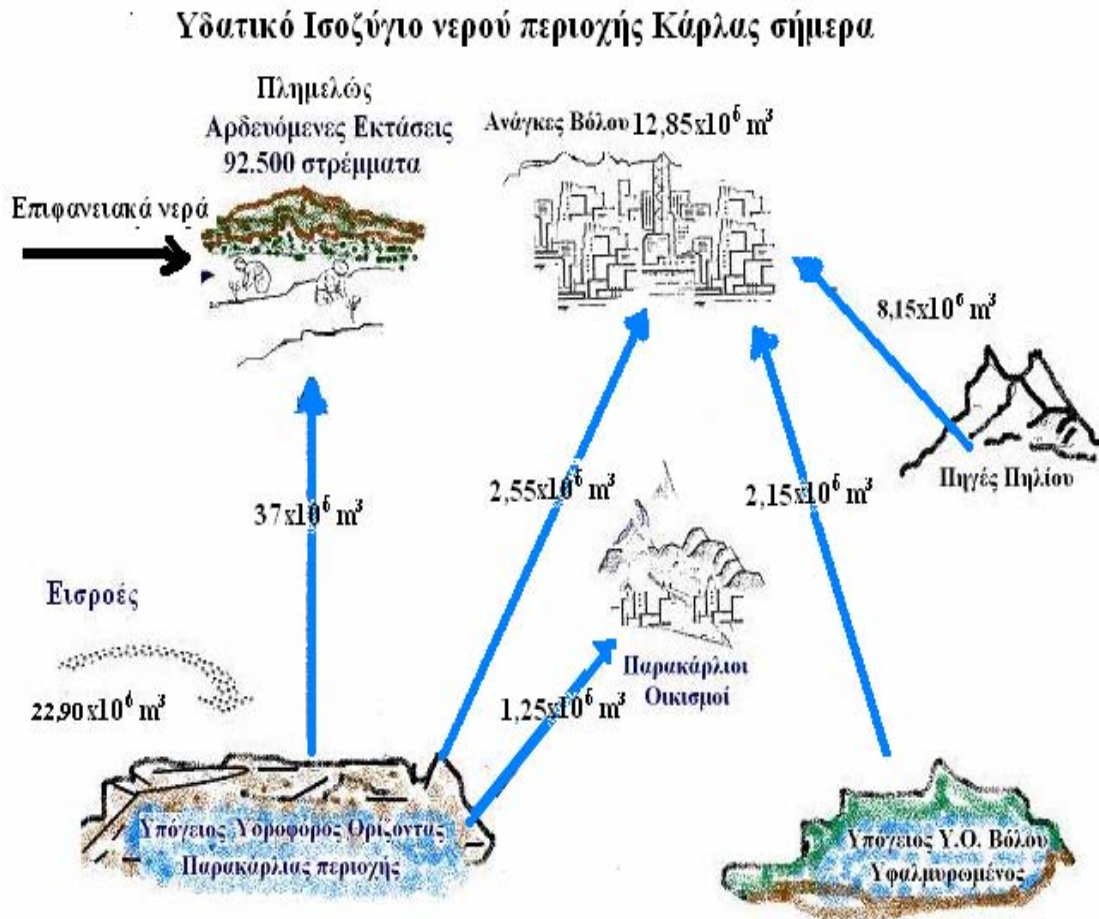 Υδατικό Ισοζύγιο νερού περιοχής Κάρλας σήμερα
Πλημελώς
Αρδευόμενες Εκτάσεις
92.500 στρέμματα
Ανάγκες Βόλου 12,85x10⁶ m³
Επιφανειακά νερά
8,15x10⁶ m³
Πηγές Πηλίου
37x10⁶ m³
2,55x10⁶ m³
2,15x10⁶ m³
Εισροές
22,90x10⁶ m³
Παρακάρλιοι
Οικισμοί
1,25x10⁶ m³
Υπόγειος Υδροφόρος Ορίζοντας
Παρακάρλιας περιοχής
Υπόγειος Υ.Ο. Βόλου
Υφαλμυρωμένος